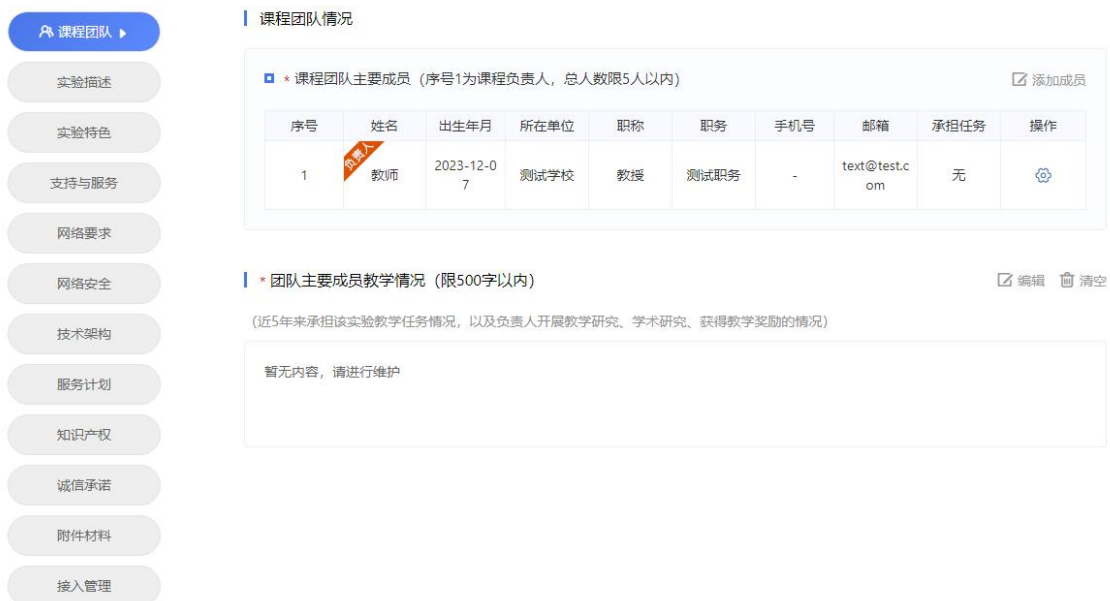 课程团队
实验描述
实验特色
支持与服务
网络要求
网络安全
技术架构
服务计划
知识产权
诚信承诺
附件材料
接入管理
课程团队情况
* 课程团队主要成员（序号1为课程负责人，总人数限5人以内） 添加成员
序号 姓名 出生年月 所在单位 职称 职务 手机号 邮箱 承担任务 操作
负责人
1 教师 2023-12-0 测试学校 教授 测试职务 - text@test.c 无
7 om
* 团队主要成员教学情况（限500字以内） 编辑 清空
（近5年来承担该实验教学任务情况，以及负责人开展教学研究、学术研究、获得教学奖励的情况）
暂无内容，请进行维护